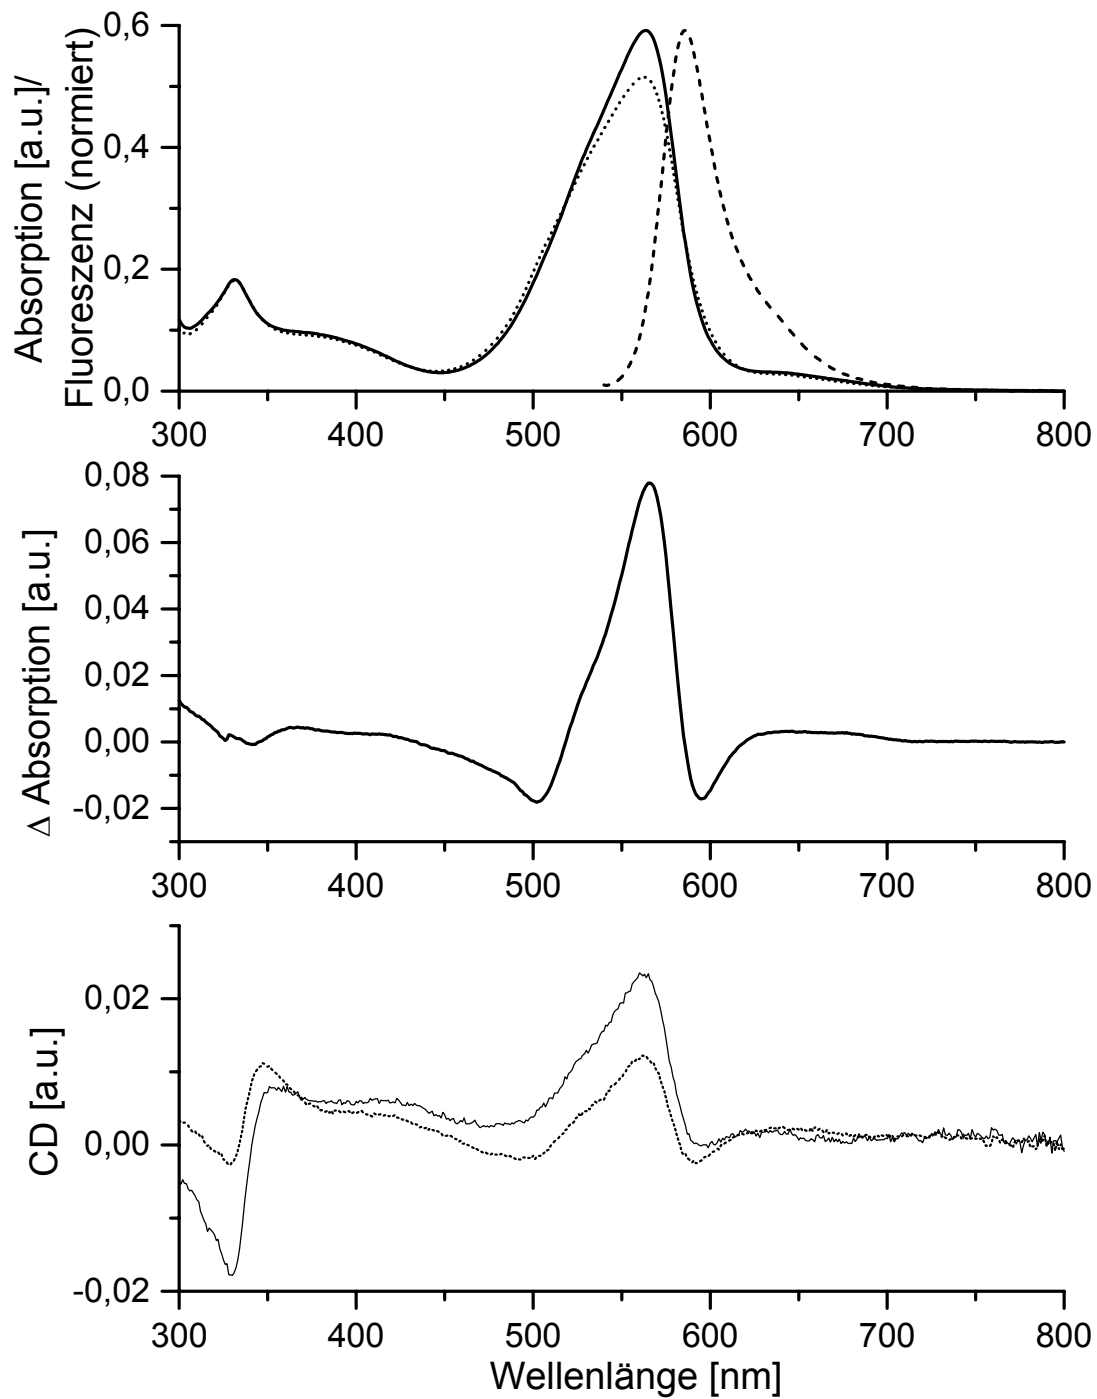 Absorption [a.u.]/
Fluoreszenz (normiert)
0,6
0,4
0,2
0,0
300 400 500 600 700 800
Δ Absorption [a.u.]
0,08
0,06
0,04
0,02
0,00
-0,02
300 400 500 600 700 800
CD [a.u.]
0,02
0,00
-0,02
300 400 500 600 700 800
Wellenlänge [nm]